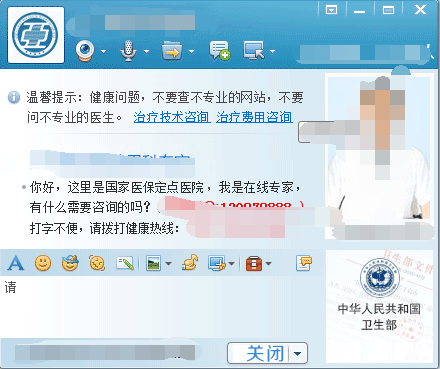 温馨提示：健康问题，不要查不专业的网站，不要
问不专业的医生。 治疗技术咨询 治疗费用咨询
你好，这里是国家医保定点医院，我是在线专家，
有什么需要咨询的吗？
打字不便，请拨打健康热线：
请
卫生部文件
中华人民共和国
卫生部
关闭